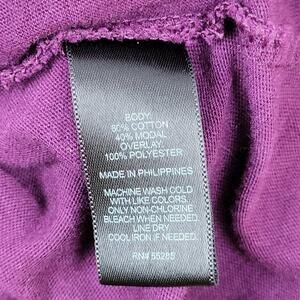 BODY:
60% COTTON
40% MODAL
OVERLAY:
100% POLYESTER
MADE IN PHILIPPINES
MACHINE WASH COLD
WITH LIKE COLORS.
ONLY NON-CHLORINE
BLEACH WHEN NEEDED.
LINE DRY
COOL IRON IF NEEDED.
RN# 55285